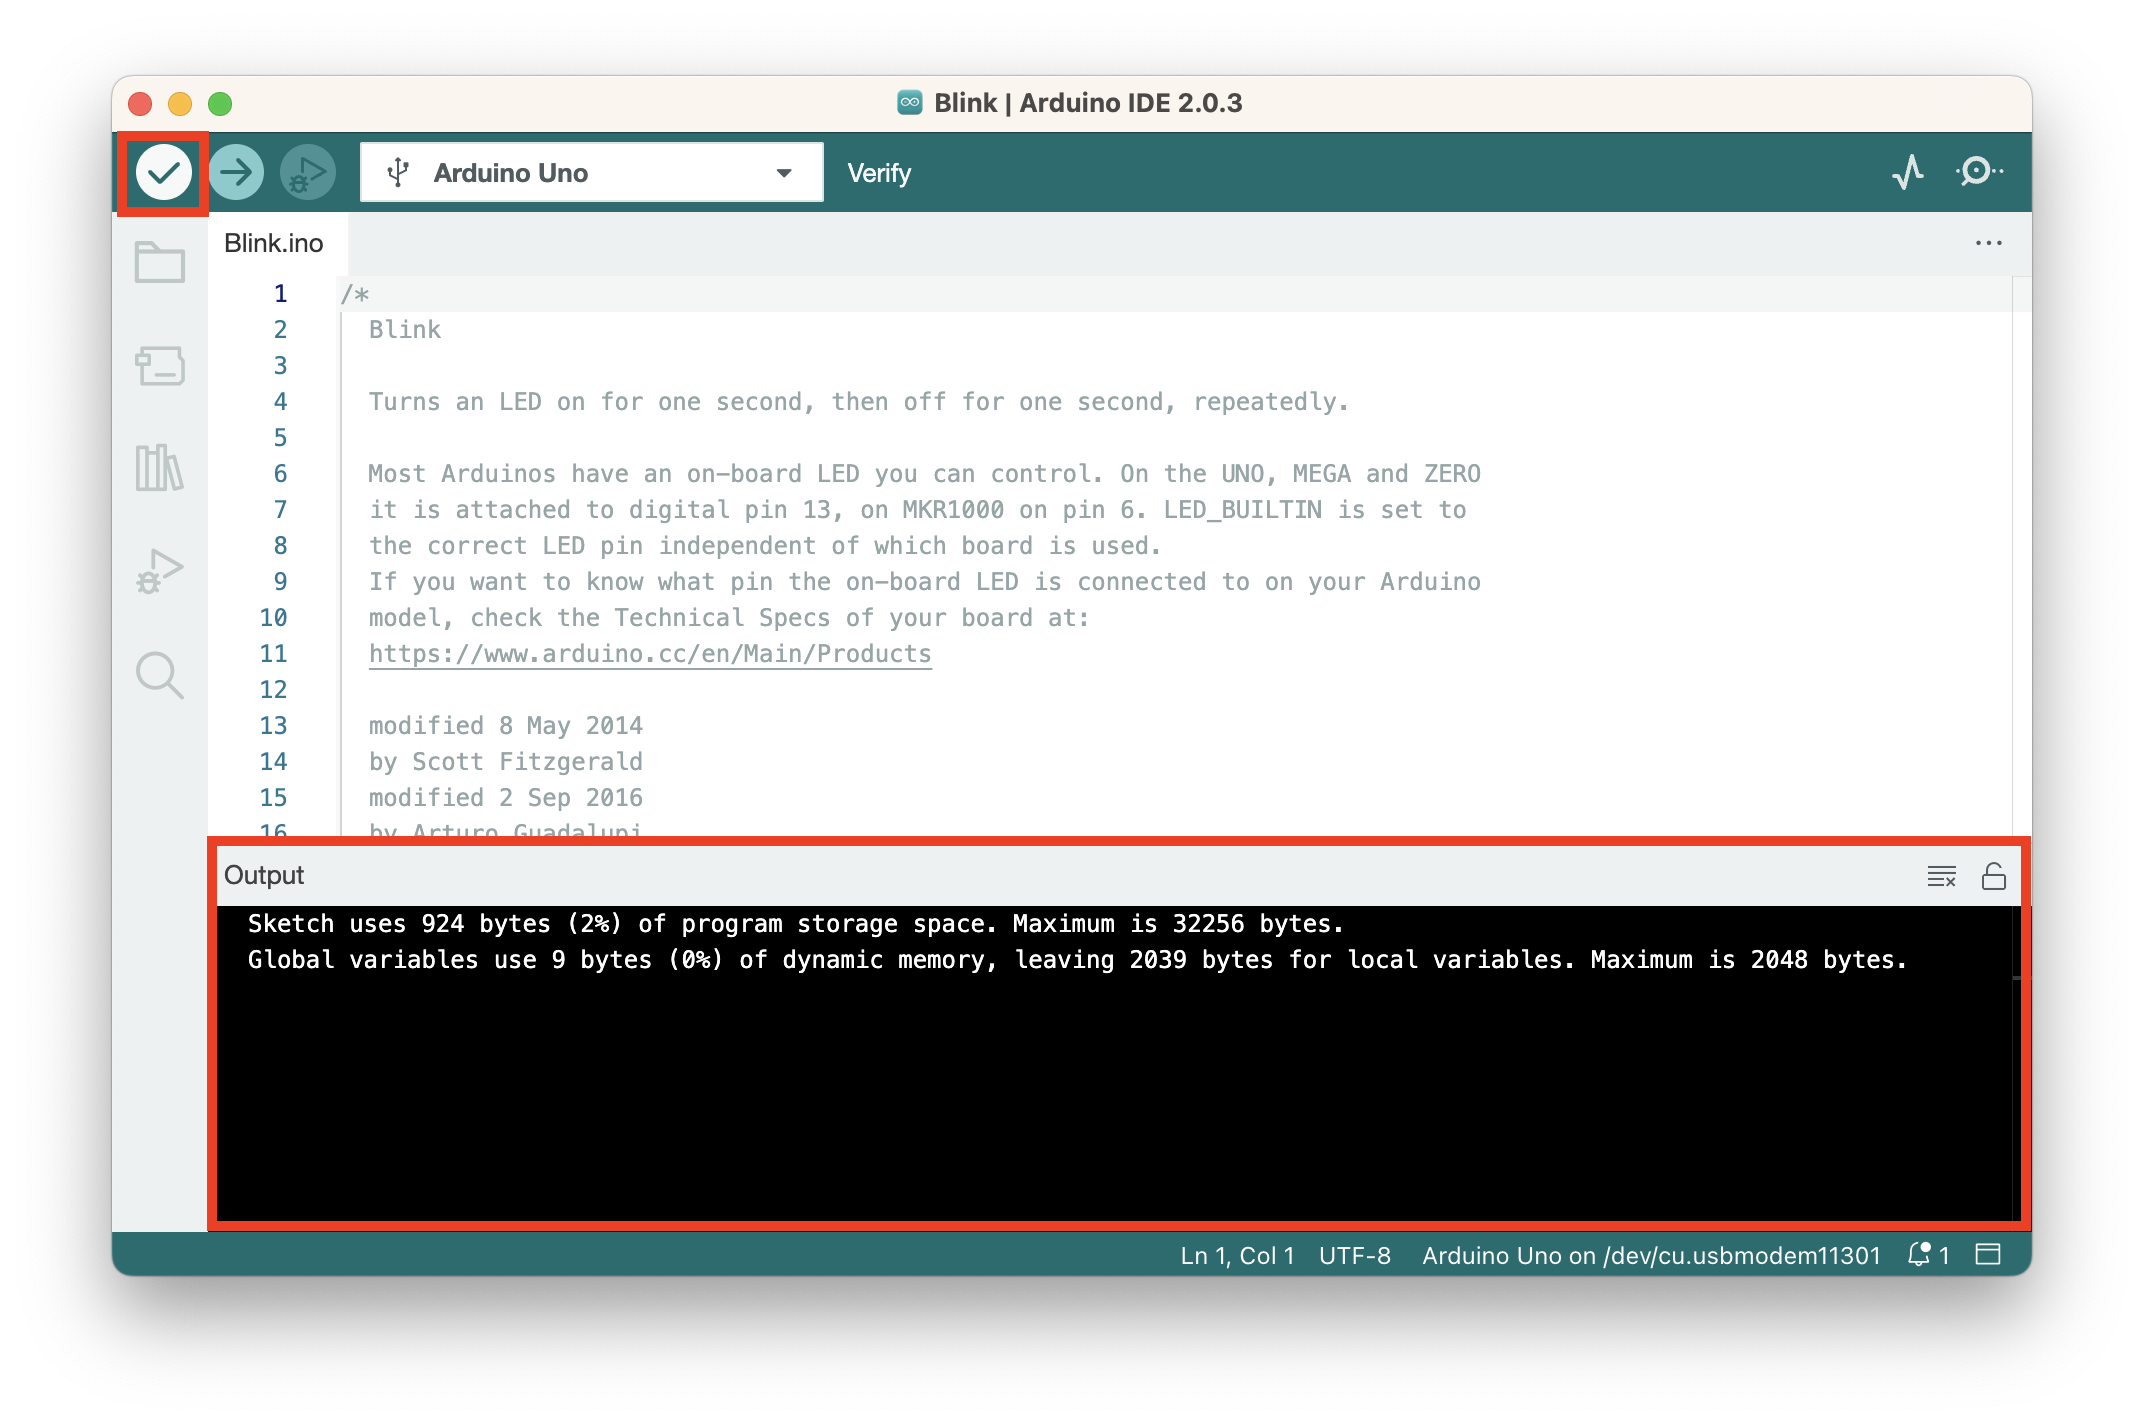 Blink | Arduino IDE 2.0.3
Arduino Uno
Verify
Blink.ino
1 /*
2 Blink
3
4 Turns an LED on for one second, then off for one second, repeatedly.
5
6 Most Arduinos have an on-board LED you can control. On the UNO, MEGA and ZERO
7 it is attached to digital pin 13, on MKR1000 on pin 6. LED_BUILTIN is set to
8 the correct LED pin independent of which board is used.
9 If you want to know what pin the on-board LED is connected to on your Arduino
10 model, check the Technical Specs of your board at:
11 https://www.arduino.cc/en/Main/Products
12
13 modified 8 May 2014
14 by Scott Fitzgerald
15 modified 2 Sep 2016
16 by Arturo Guadalupi
Output
Sketch uses 924 bytes (2%) of program storage space. Maximum is 32256 bytes.
Global variables use 9 bytes (0%) of dynamic memory, leaving 2039 bytes for local variables. Maximum is 2048 bytes.
Ln 1, Col 1 UTF-8 Arduino Uno on /dev/cu.usbmodem11301 1